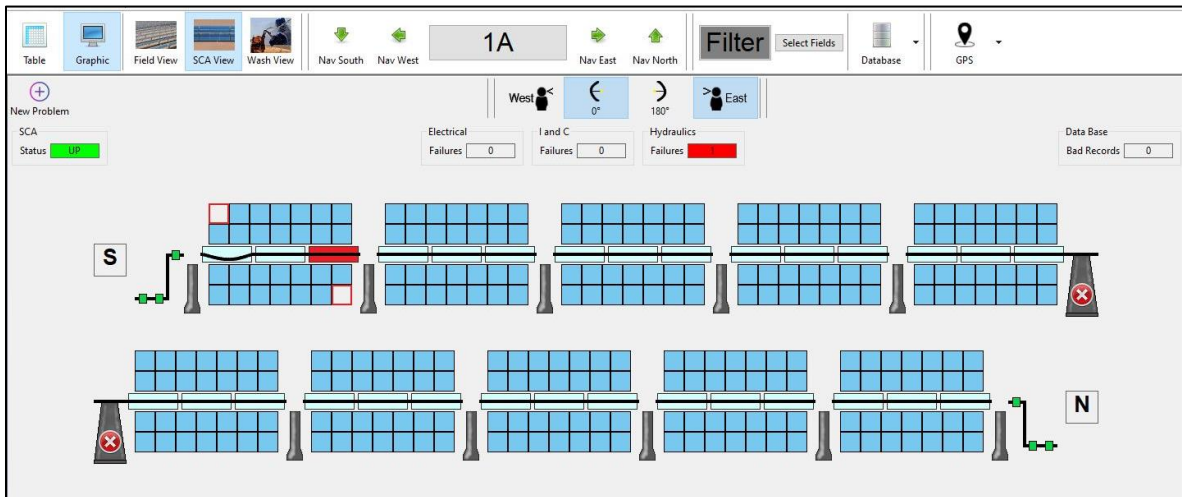 1A
Filter
Select Fields
Table
Graphic
Field View
SCA View
Wash View
Nav South
Nav West
Nav East
Nav North
Database
GPS
New Problem
West
0°
180°
East
SCA
Status UP
Electrical
Failures 0
I and C
Failures 0
Hydraulics
Failures 1
Data Base
Bad Records 0
S
N